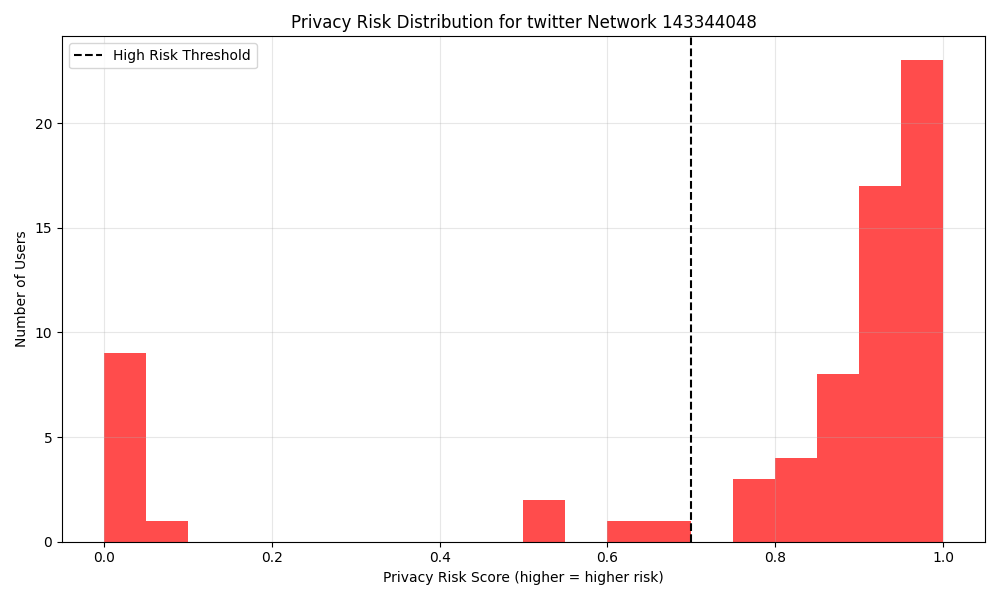 Privacy Risk Distribution for twitter Network 143344048
High Risk Threshold
Number of Users
20
15
10
5
0
0.0 0.2 0.4 0.6 0.8 1.0
Privacy Risk Score (higher = higher risk)